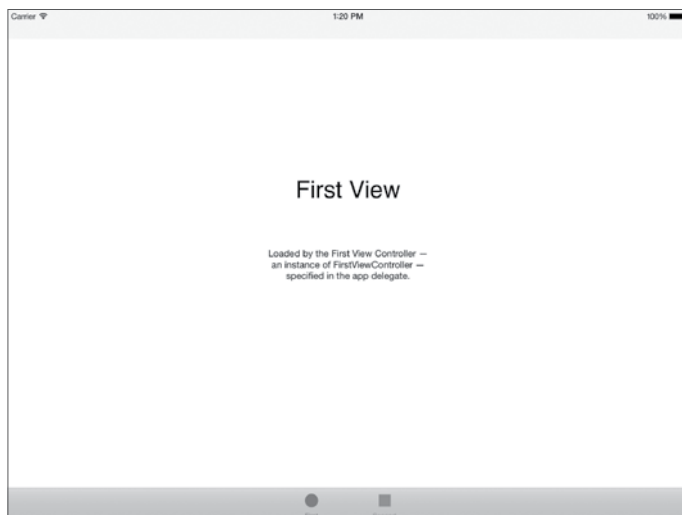 Carrier
1:20 PM
100%
First View
Loaded by the First View Controller —
an instance of FirstViewController —
specified in the app delegate.